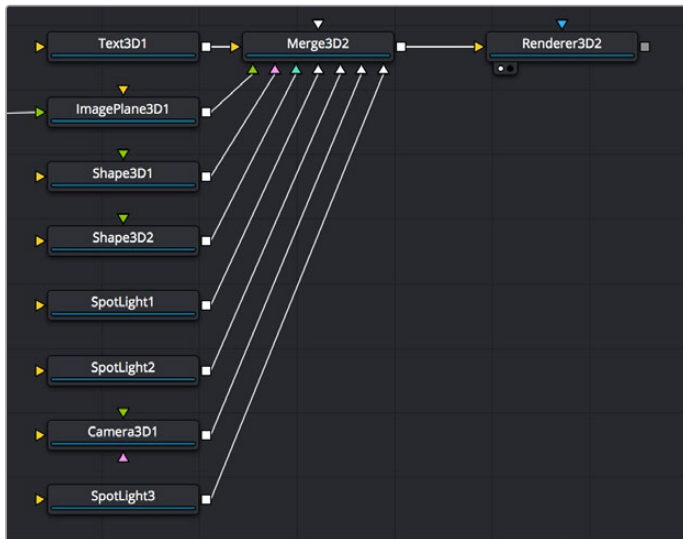 Text3D1
Merge3D2
Renderer3D2
ImagePlane3D1
Shape3D1
Shape3D2
SpotLight1
SpotLight2
Camera3D1
SpotLight3